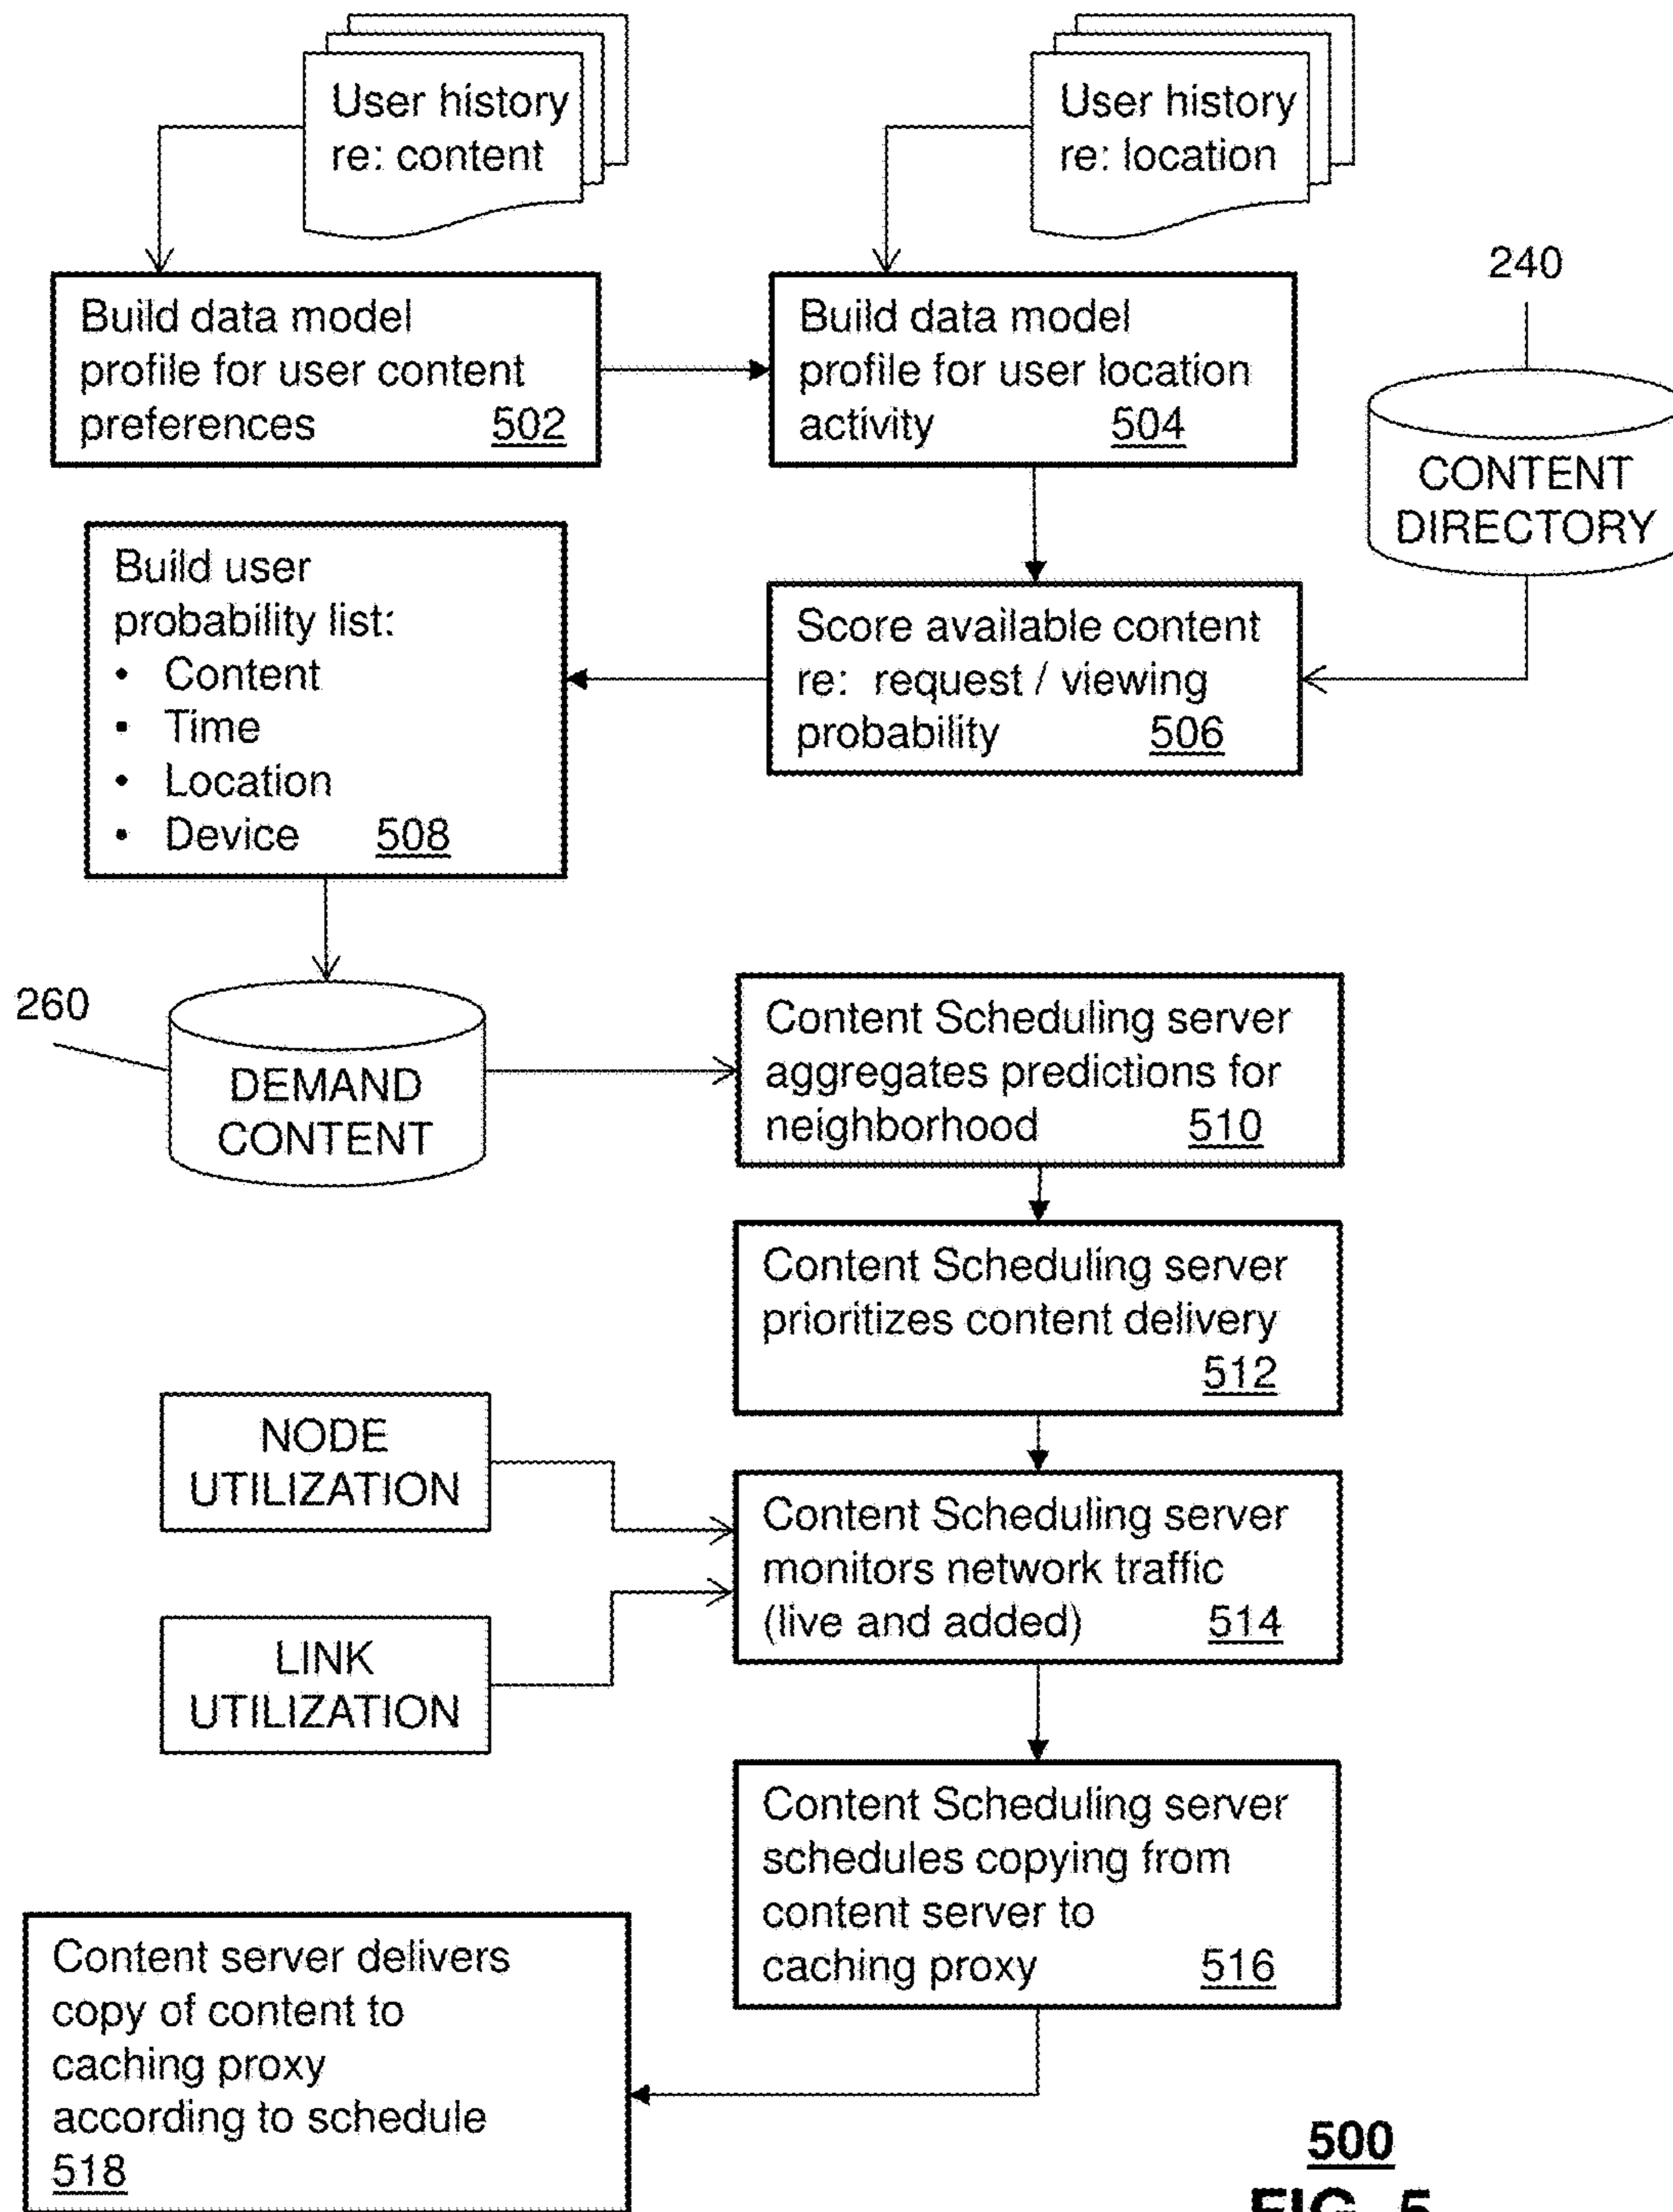 User history
re: content
User history
re: location
240
Build data model
profile for user content
preferences 502
Build data model
profile for user location
activity 504
CONTENT
DIRECTORY
Build user
probability list:
• Content
• Time
• Location
• Device 508
Score available content
re: request / viewing
probability 506
260
DEMAND
CONTENT
Content Scheduling server
aggregates predictions for
neighborhood 510
Content Scheduling server
prioritizes content delivery
512
NODE
UTILIZATION
LINK
UTILIZATION
Content Scheduling server
monitors network traffic
(live and added) 514
Content Scheduling server
schedules copying from
content server to
caching proxy 516
Content server delivers
copy of content to
caching proxy
according to schedule
518
500
FIG. 5